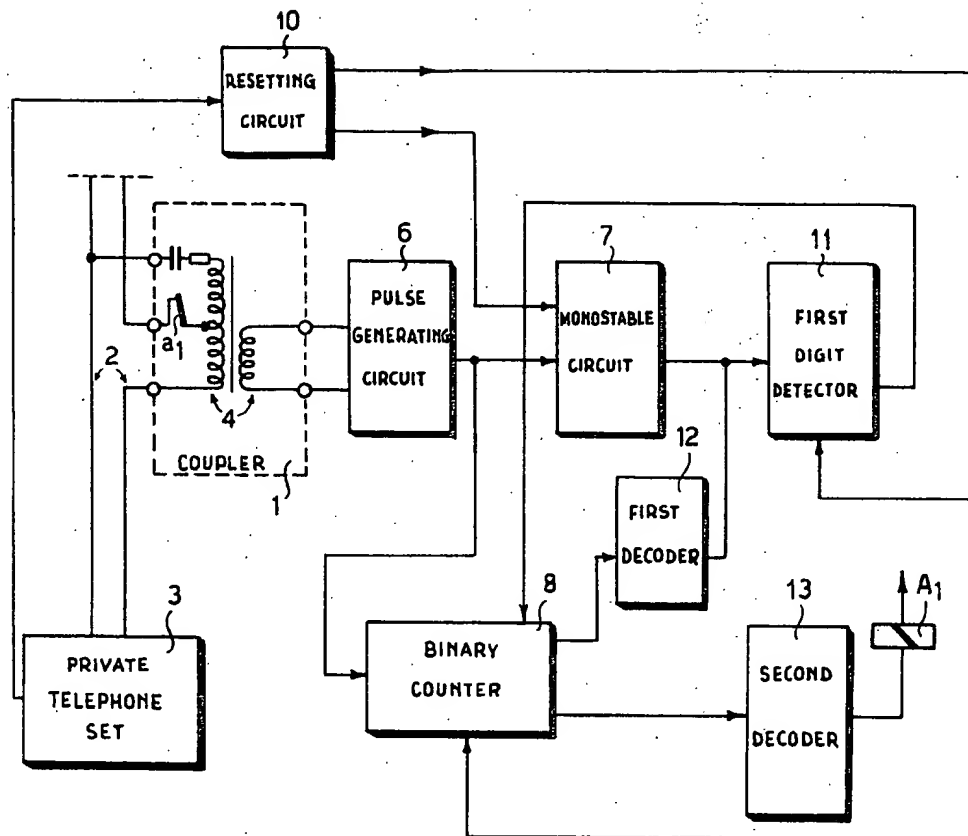 10
RESETTING
CIRCUIT
6
PULSE
GENERATING
CIRCUIT
7
MONOSTABLE
CIRCUIT
11
FIRST
DIGIT
DETECTOR
a1
2
4
COUPLER
1
12
FIRST
DECODER
3
PRIVATE
TELEPHONE
SET
8
BINARY
COUNTER
13
SECOND
DECODER
A1